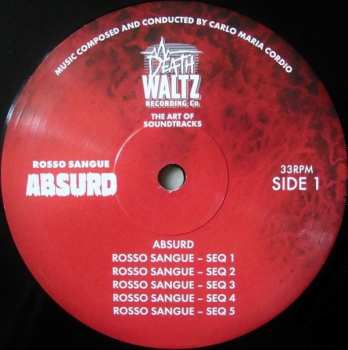 MUSIC COMPOSED AND CONDUCTED BY CARLO MARIA CORDIO
DEATH
WALTZ
RECORDING CO.
THE ART OF
SOUNDTRACKS
ROSSO SANGUE
ABSURD
33RPM
SIDE 1
ABSURD
ROSSO SANGUE – SEQ 1
ROSSO SANGUE – SEQ 2
ROSSO SANGUE – SEQ 3
ROSSO SANGUE – SEQ 4
ROSSO SANGUE – SEQ 5